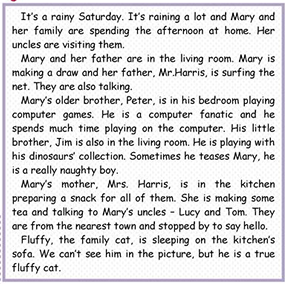 It's a rainy Saturday. It's raining a lot and Mary and
her family are spending the afternoon at home. Her
uncles are visiting them.
Mary and her father are in the living room. Mary is
making a draw and her father, Mr.Harris, is surfing the
net. They are also talking.
Mary's older brother, Peter, is in his bedroom playing
computer games. He is a computer fanatic and he
spends much time playing on the computer. His little
brother, Jim is also in the living room. He is playing with
his dinosaurs' collection. Sometimes he teases Mary, he
is a really naughty boy.
Mary's mother, Mrs. Harris, is in the kitchen
preparing a snack for all of them. She is making some
tea and talking to Mary's uncles – Lucy and Tom. They
are from the nearest town and stopped by to say hello.
Fluffy, the family cat, is sleeping on the kitchen's
sofa. We can't see him in the picture, but he is a true
fluffy cat.